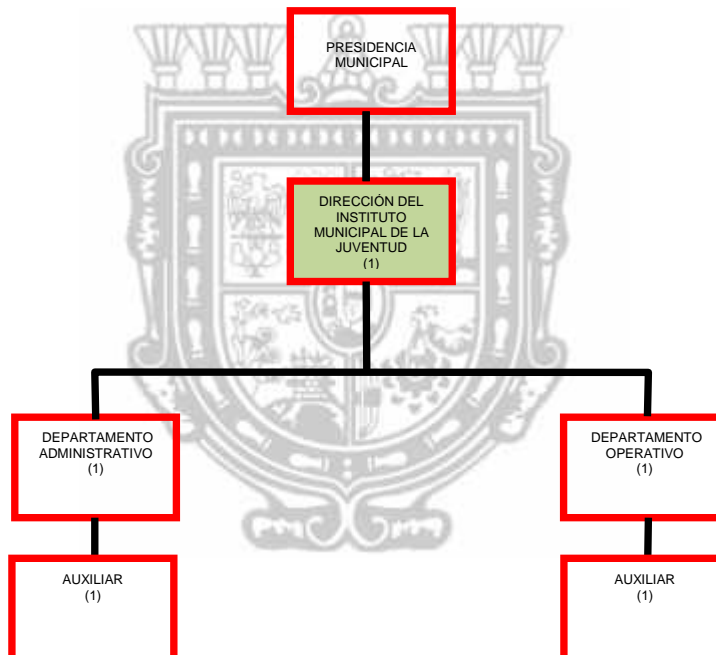 PRESIDENCIA
MUNICIPAL
DIRECCIÓN DEL
INSTITUTO
MUNICIPAL DE LA
JUVENTUD
(1)
DEPARTAMENTO
ADMINISTRATIVO
(1)
DEPARTAMENTO
OPERATIVO
(1)
AUXILIAR
(1)
AUXILIAR
(1)